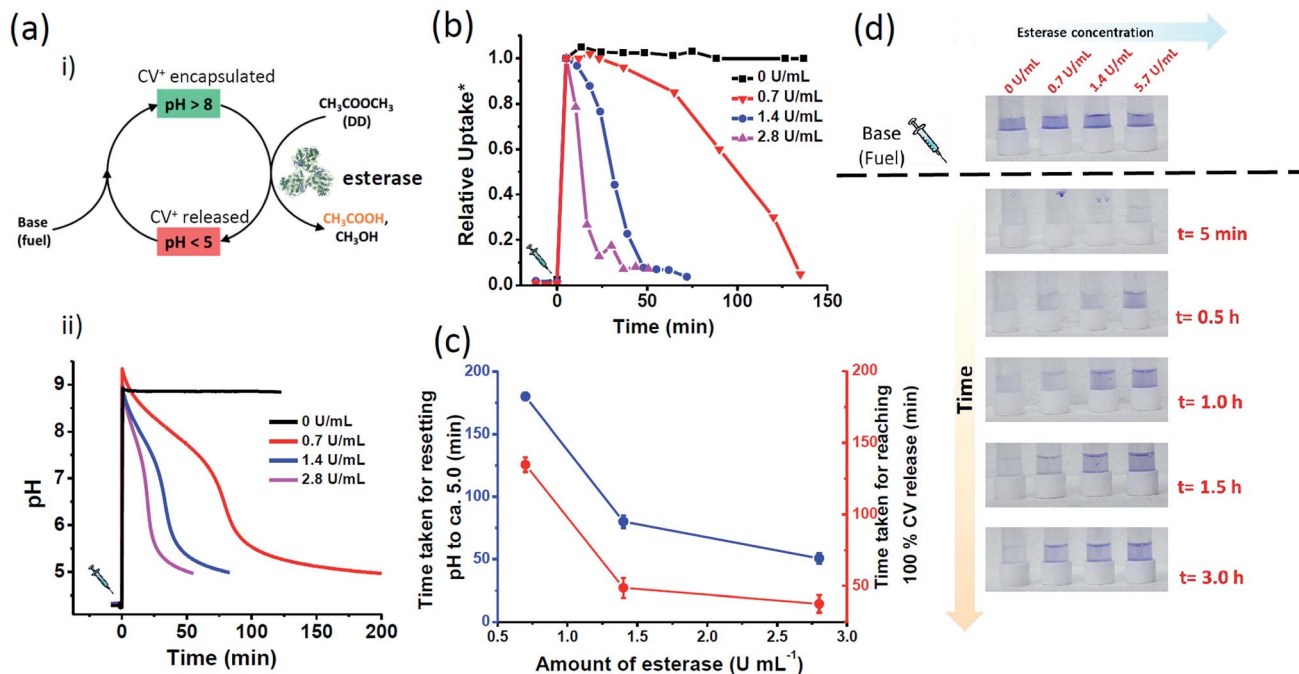 (a)
i)
CV⁺ encapsulated
pH > 8
CH₃COOCH₃
(DD)
esterase
Base
(fuel)
CV⁺ released
pH < 5
CH₃COOH,
CH₃OH
ii)
pH
9
8
7
6
5
0 U/mL
0.7 U/mL
1.4 U/mL
2.8 U/mL
0 50 100 150 200
Time (min)
(b)
Relative Uptake*
1.0
0.8
0.6
0.4
0.2
0.0
0 U/mL
0.7 U/mL
1.4 U/mL
2.8 U/mL
0 50 100 150
Time (min)
(c)
Time taken for resetting
pH to ca. 5.0 (min)
200
175
150
125
100
75
50
25
0
200
150
100
50
Time taken for reaching
100 % CV release (min)
0.5 1.0 1.5 2.0 2.5 3.0
Amount of esterase (U mL⁻¹)
(d)
Esterase concentration
0 U/mL
0.7 U/mL
1.4 U/mL
5.7 U/mL
Base
(Fuel)
Time
t= 5 min
t= 0.5 h
t= 1.0 h
t= 1.5 h
t= 3.0 h